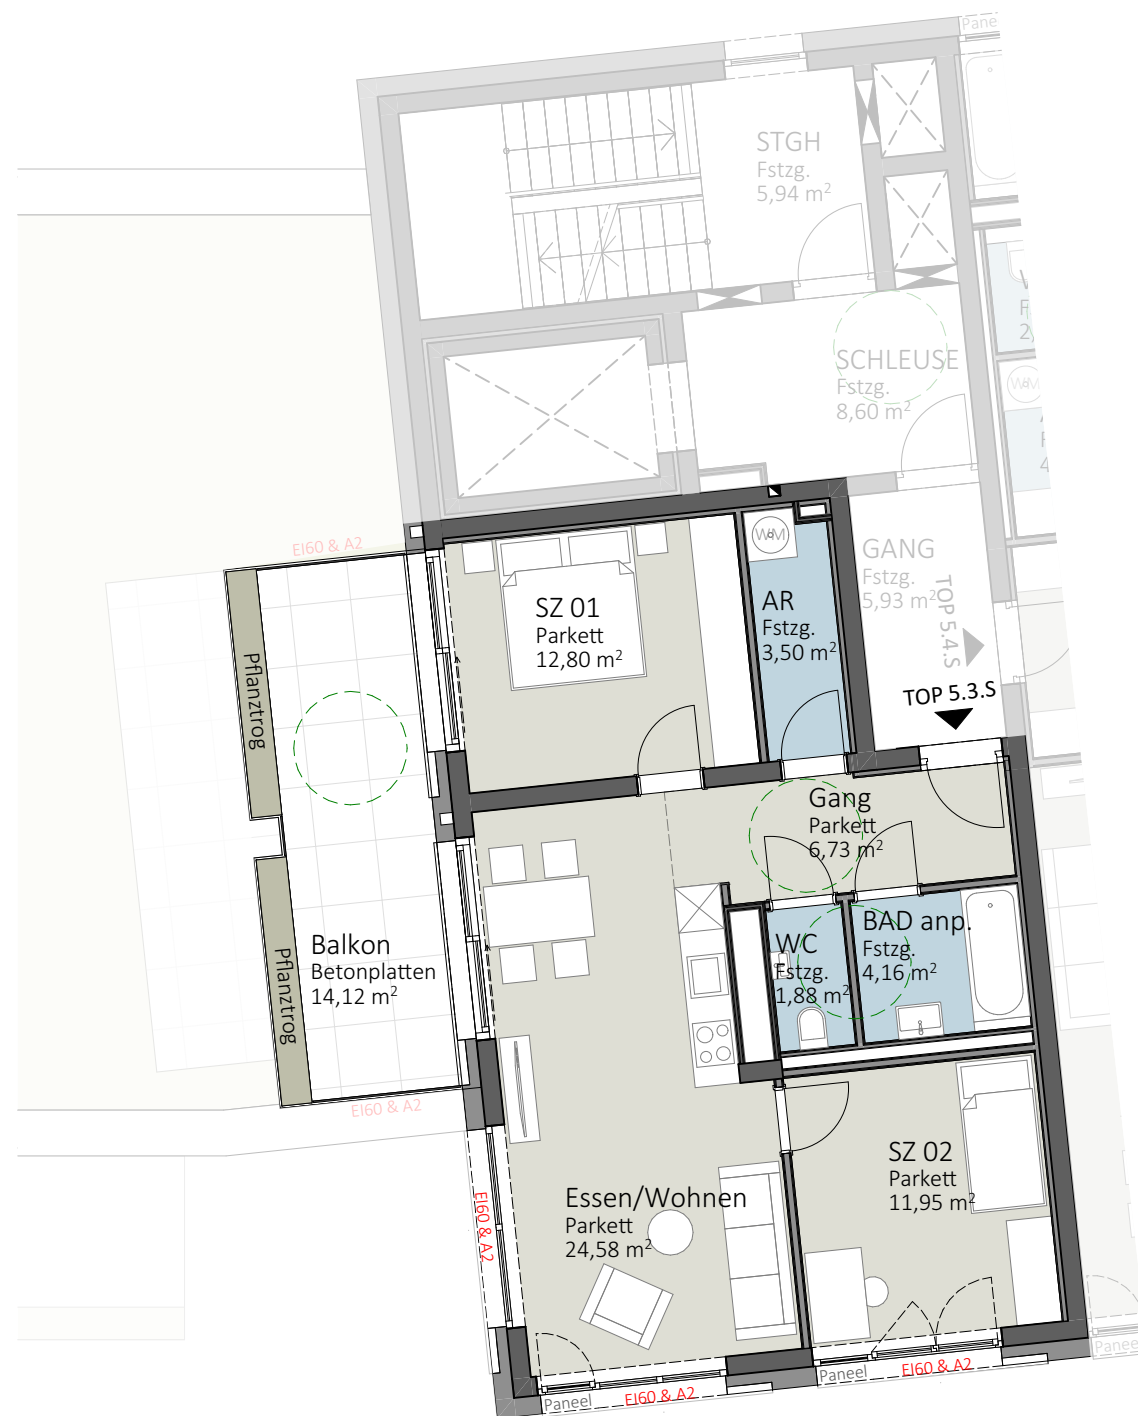 Paneel
STGH
Fstzg.
5,94 m²
SCHLEUSE
Fstzg.
8,60 m²
WM
GANG
Fstzg.
5,93 m²
TOP 5.4.S
TOP 5.3.S
EI60 & A2
SZ 01
Parkett
12,80 m²
WM
AR
Fstzg.
3,50 m²
Pflanztrog
Gang
Parkett
6,73 m²
Balkon
Betonplatten
14,12 m²
Pflanztrog
WC
Fstzg.
1,88 m²
BAD anp.
Fstzg.
4,16 m²
EI60 & A2
SZ 02
Parkett
11,95 m²
Essen/Wohnen
Parkett
24,58 m²
EI60 & A2
Paneel
EI60 & A2
Paneel
EI60 & A2
Paneel